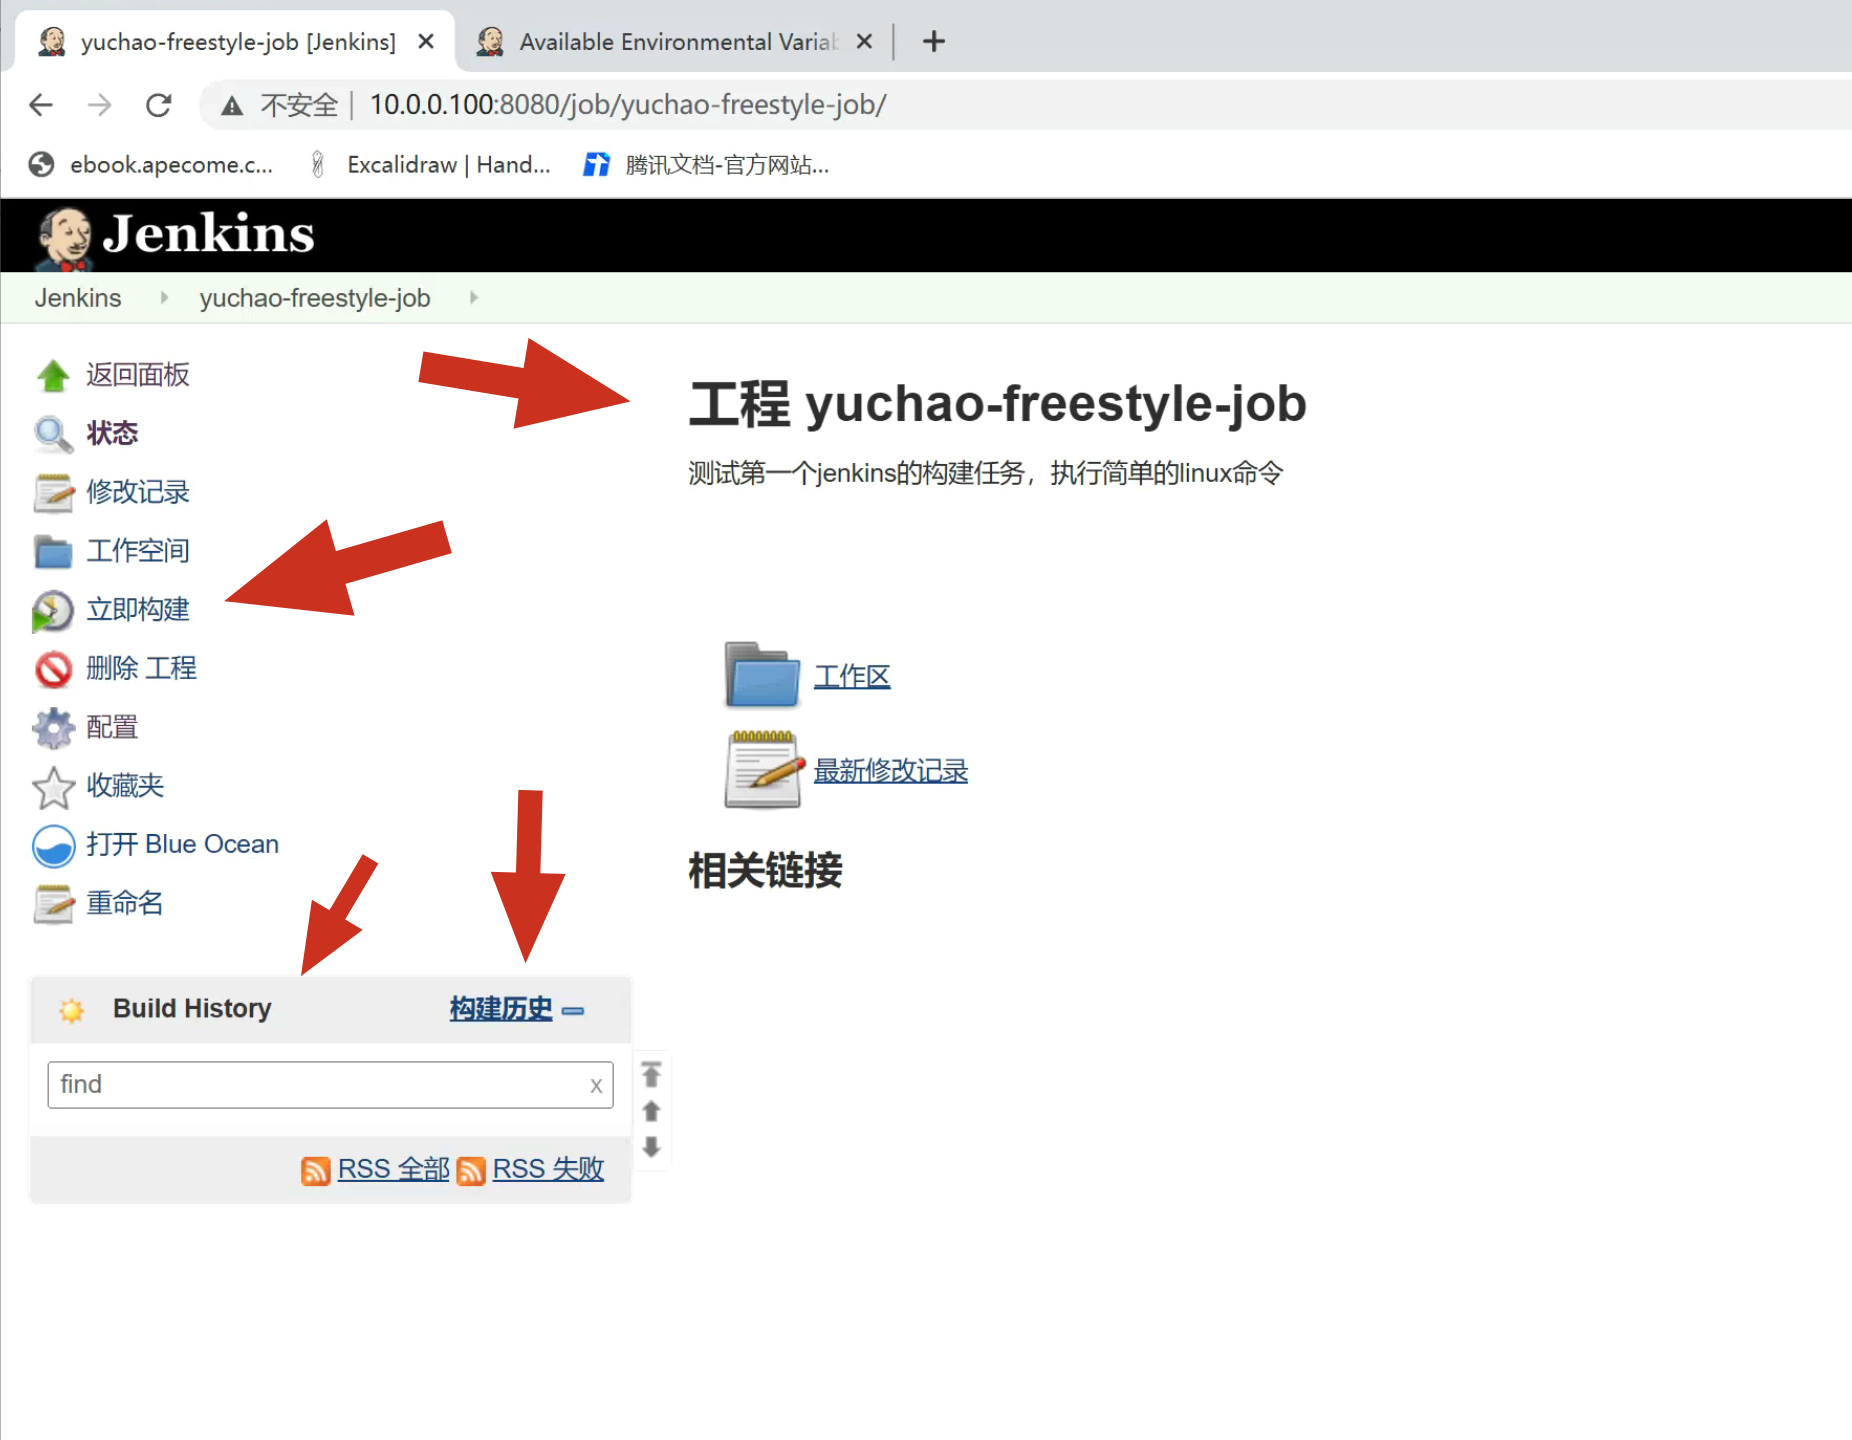 yuchao-freestyle-job [Jenkins]
Available Environmental Varia
不安全 | 10.0.0.100:8080/job/yuchao-freestyle-job/
ebook.apecome.c...
Excalidraw | Hand...
腾讯文档-官方网站...
Jenkins
Jenkins
yuchao-freestyle-job
返回面板
状态
修改记录
工作空间
立即构建
删除 工程
配置
收藏夹
打开 Blue Ocean
重命名
Build History
构建历史
find
x
RSS 全部
RSS 失败
工程 yuchao-freestyle-job
测试第一个jenkins的构建任务，执行简单的linux命令
工作区
最新修改记录
相关链接